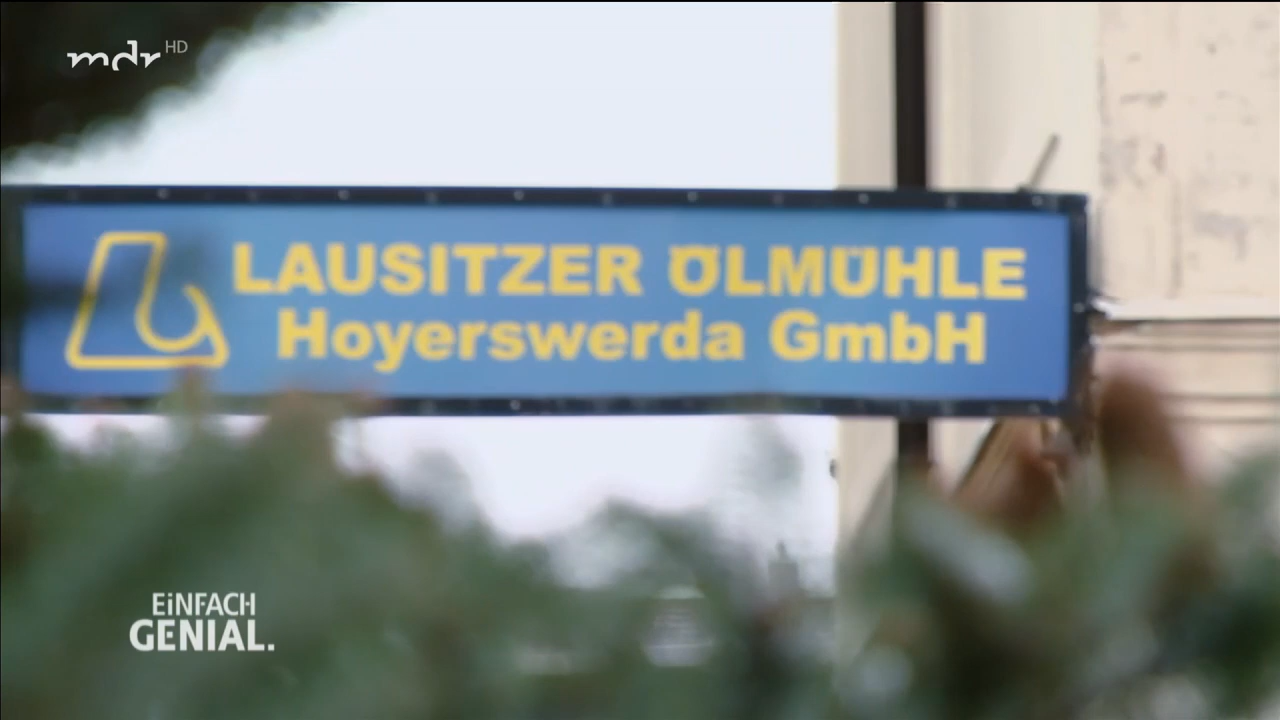 mdr HD
LAUSITZER ÖLMÜHLE
Hoyerswerda GmbH
EiNFACH
GENIAL.